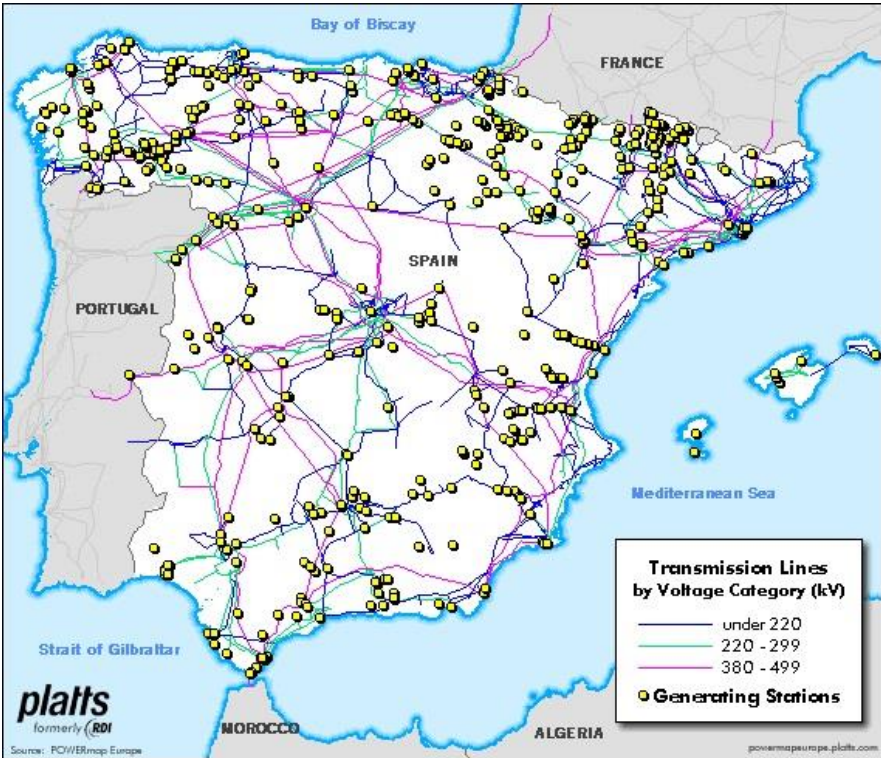 Bay of Biscay
FRANCE
SPAIN
PORTUGAL
Mediterranean Sea
Strait of Gilbraltar
MOROCCO
ALGERIA
Transmission Lines
by Voltage Category (kV)
under 220
220 - 299
380 - 499
Generating Stations
platts
formerly RDI
Source: POWERmap Europe
powermapeurope.platts.com